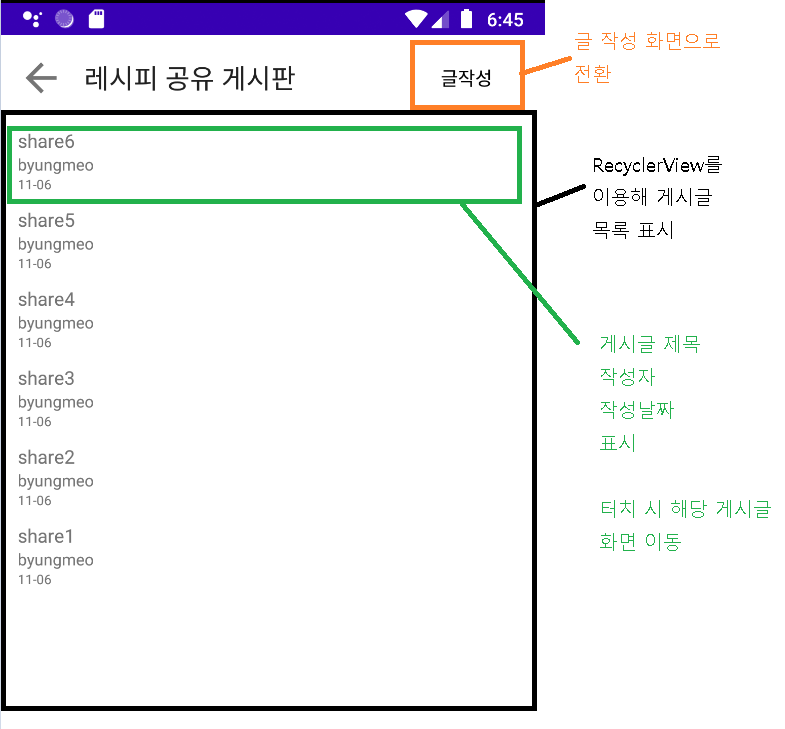 6:45
레시피 공유 게시판
글작성
글 작성 화면으로
전환
share6
byungmeo
11-06
share5
byungmeo
11-06
share4
byungmeo
11-06
share3
byungmeo
11-06
share2
byungmeo
11-06
share1
byungmeo
11-06
RecyclerView를
이용해 게시글
목록 표시
게시글 제목
작성자
작성날짜
표시
터치 시 해당 게시글
화면 이동